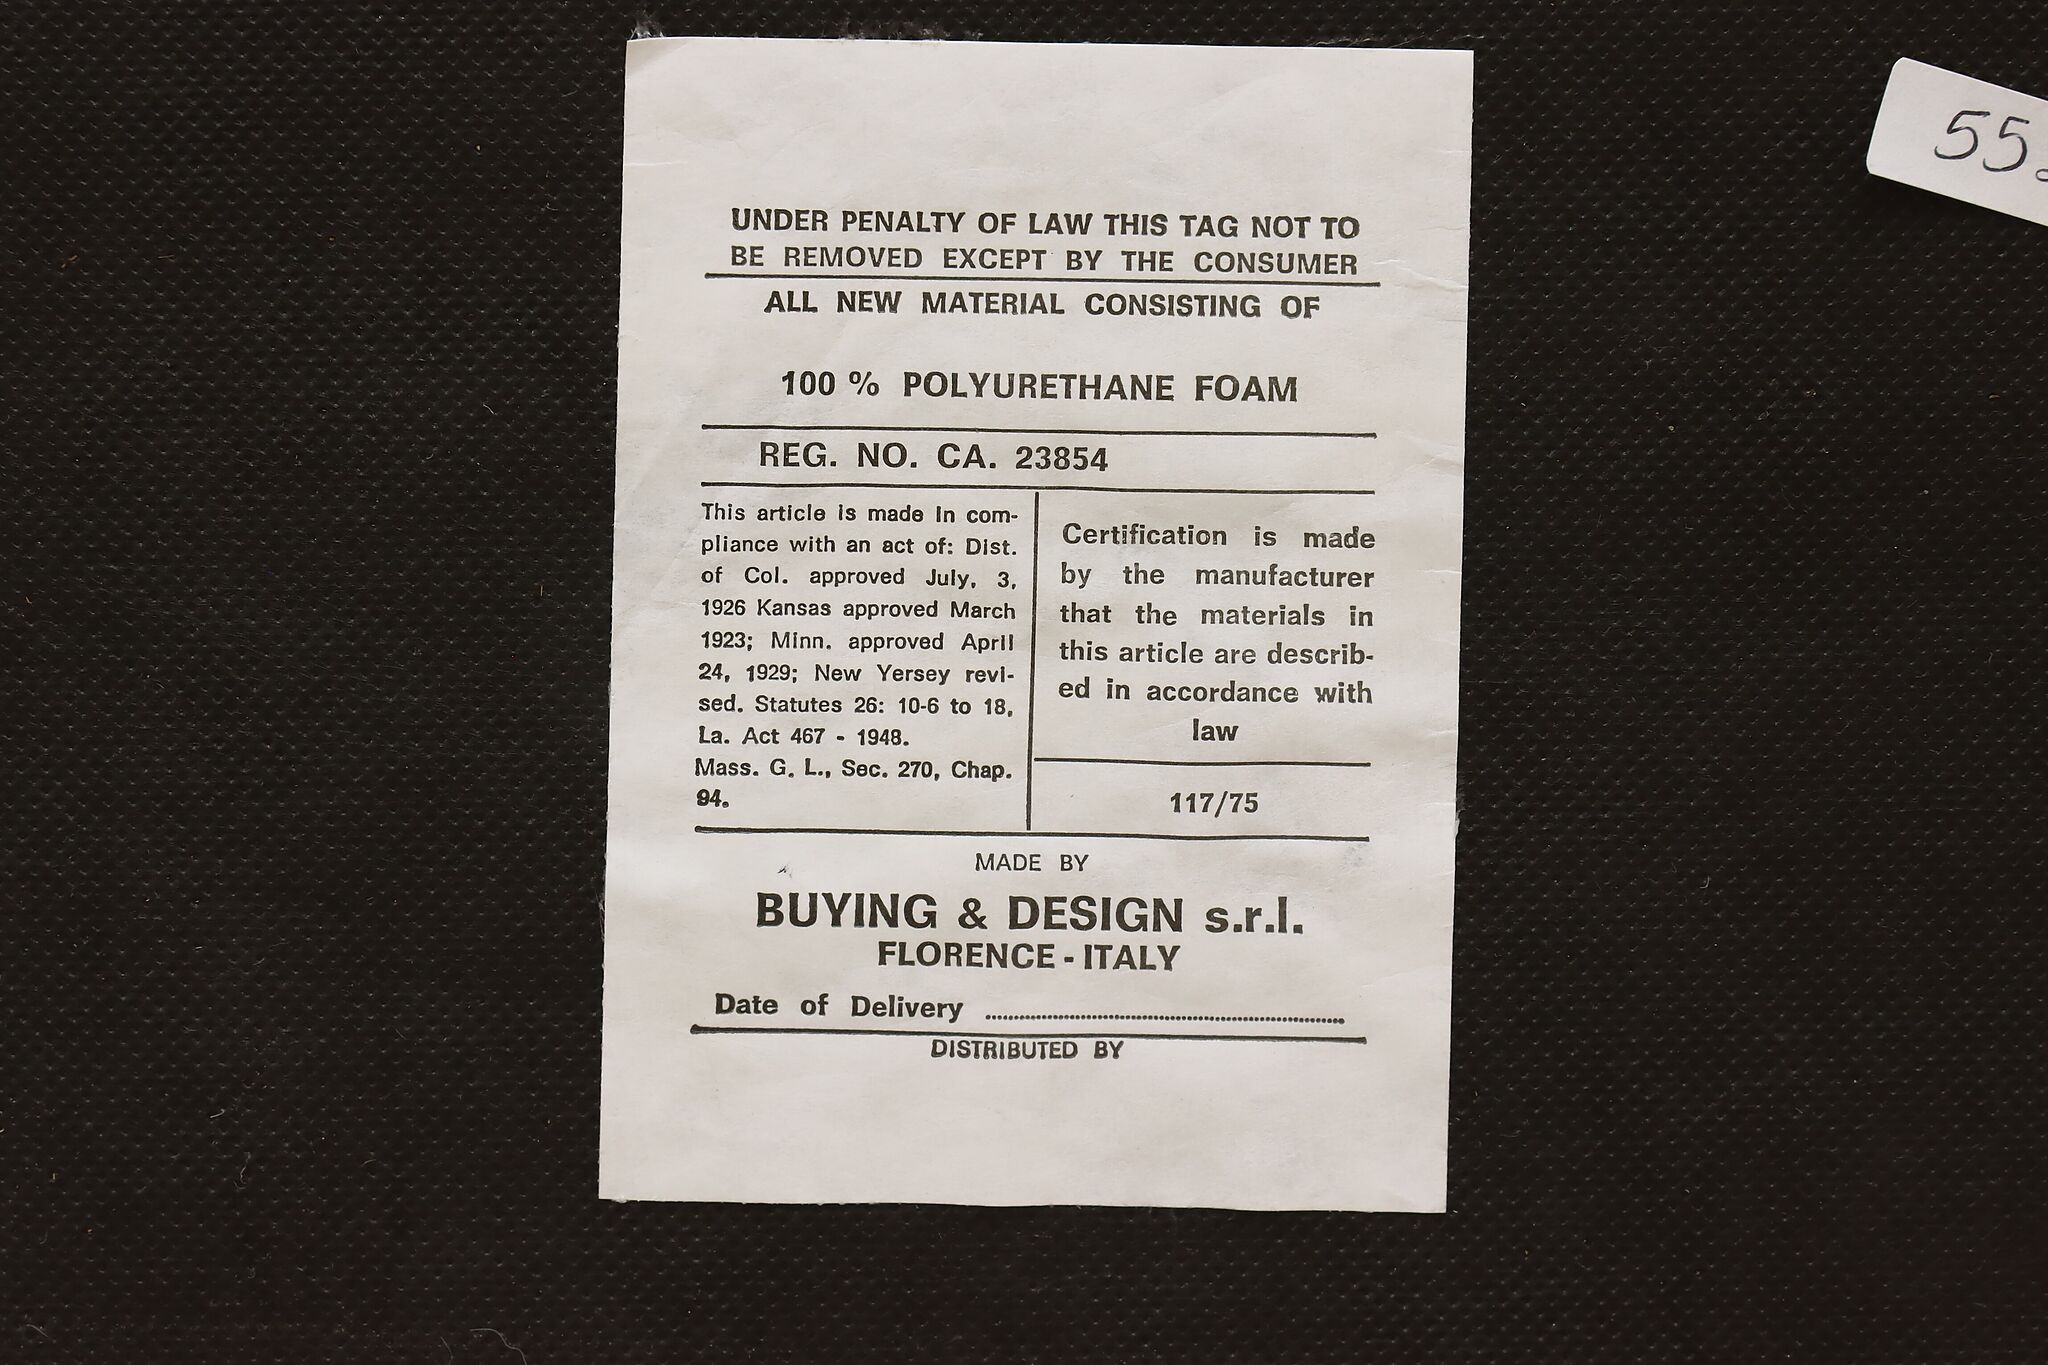 UNDER PENALTY OF LAW THIS TAG NOT TO
BE REMOVED EXCEPT BY THE CONSUMER
ALL NEW MATERIAL CONSISTING OF
100 % POLYURETHANE FOAM
REG. NO. CA. 23854
This article is made In com-
pliance with an act of: Dist.
of Col. approved July, 3,
1926 Kansas approved March
1923; Minn. approved April
24, 1929; New Yersey revi-
sed. Statutes 26: 10-6 to 18,
La. Act 467 - 1948.
Mass. G. L., Sec. 270, Chap.
94.
Certification is made
by the manufacturer
that the materials in
this article are describ-
ed in accordance with
law
117/75
MADE BY
BUYING & DESIGN s.r.l.
FLORENCE - ITALY
Date of Delivery ..........................................
DISTRIBUTED BY